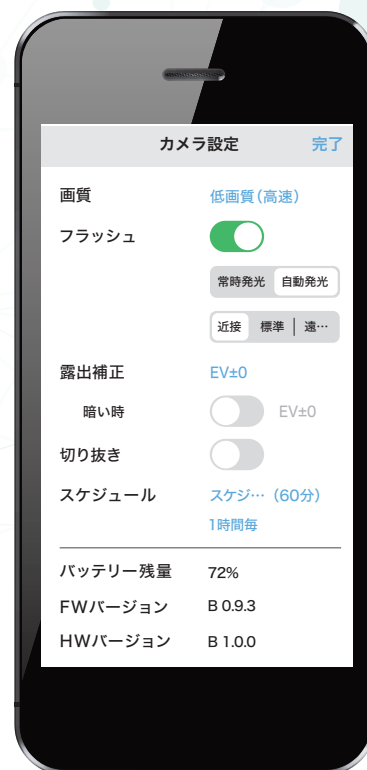 カメラ設定 完了
画質 低画質(高速)
フラッシュ
常時発光 自動発光
近接 標準 遠…
露出補正 EV±0
暗い時 EV±0
切り抜き
スケジュール スケジ… (60分)
1時間毎
バッテリー残量 72%
FWバージョン B 0.9.3
HWバージョン B 1.0.0